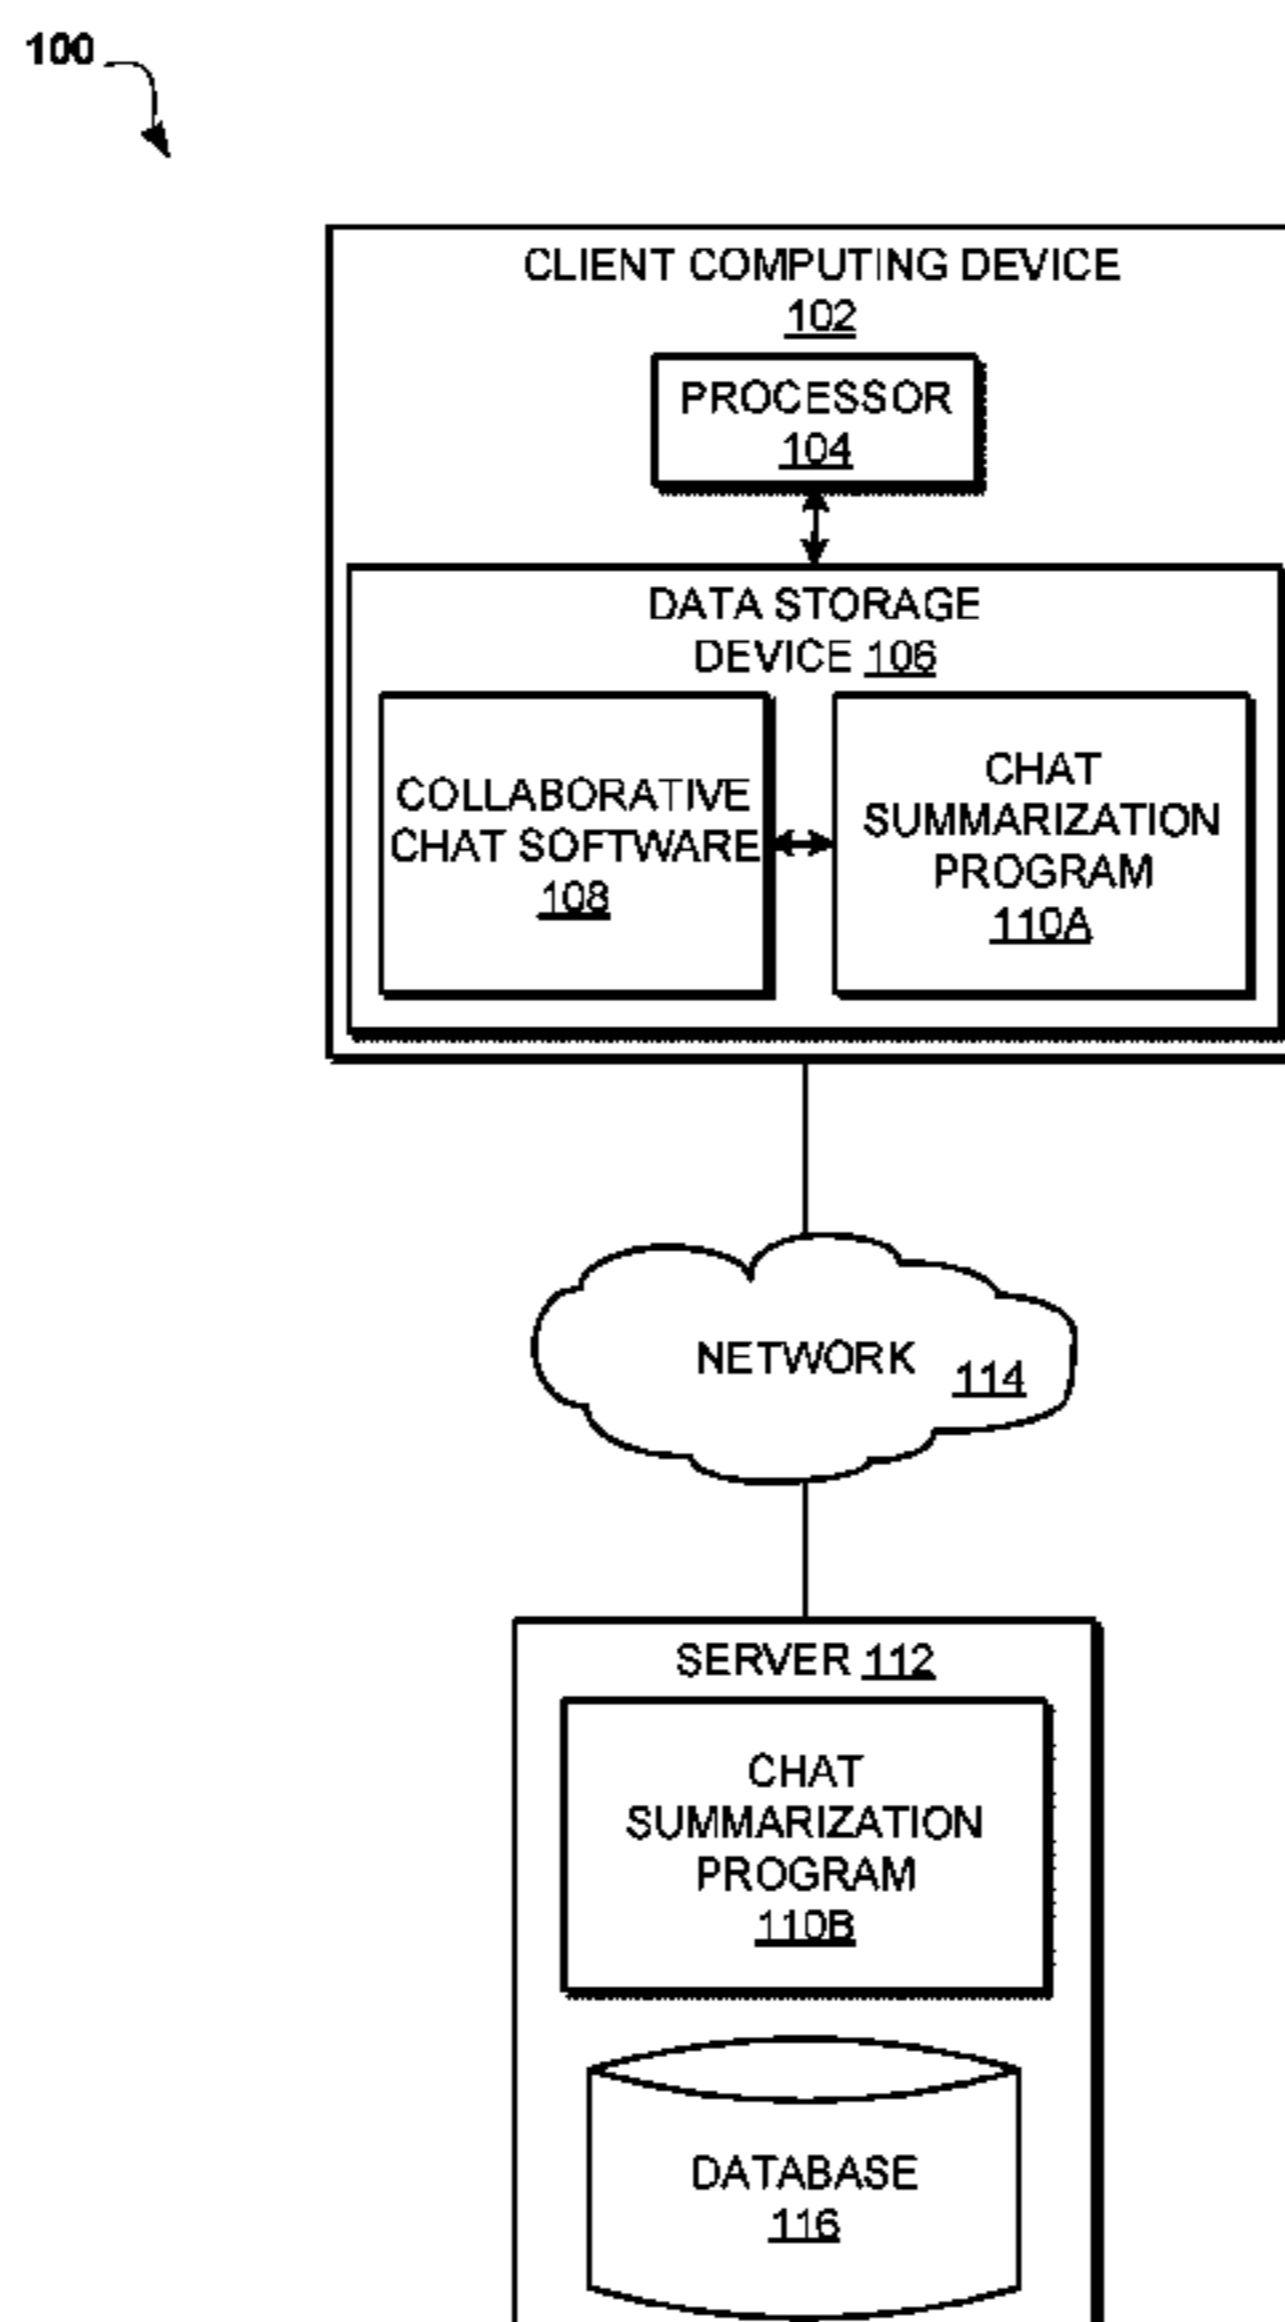 100
CLIENT COMPUTING DEVICE
102
PROCESSOR
104
DATA STORAGE
DEVICE 106
COLLABORATIVE
CHAT SOFTWARE
108
CHAT
SUMMARIZATION
PROGRAM
110A
NETWORK 114
SERVER 112
CHAT
SUMMARIZATION
PROGRAM
110B
DATABASE
116